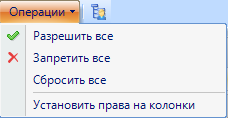 Операции
Разрешить все
Запретить все
Сбросить все
Установить права на колонки